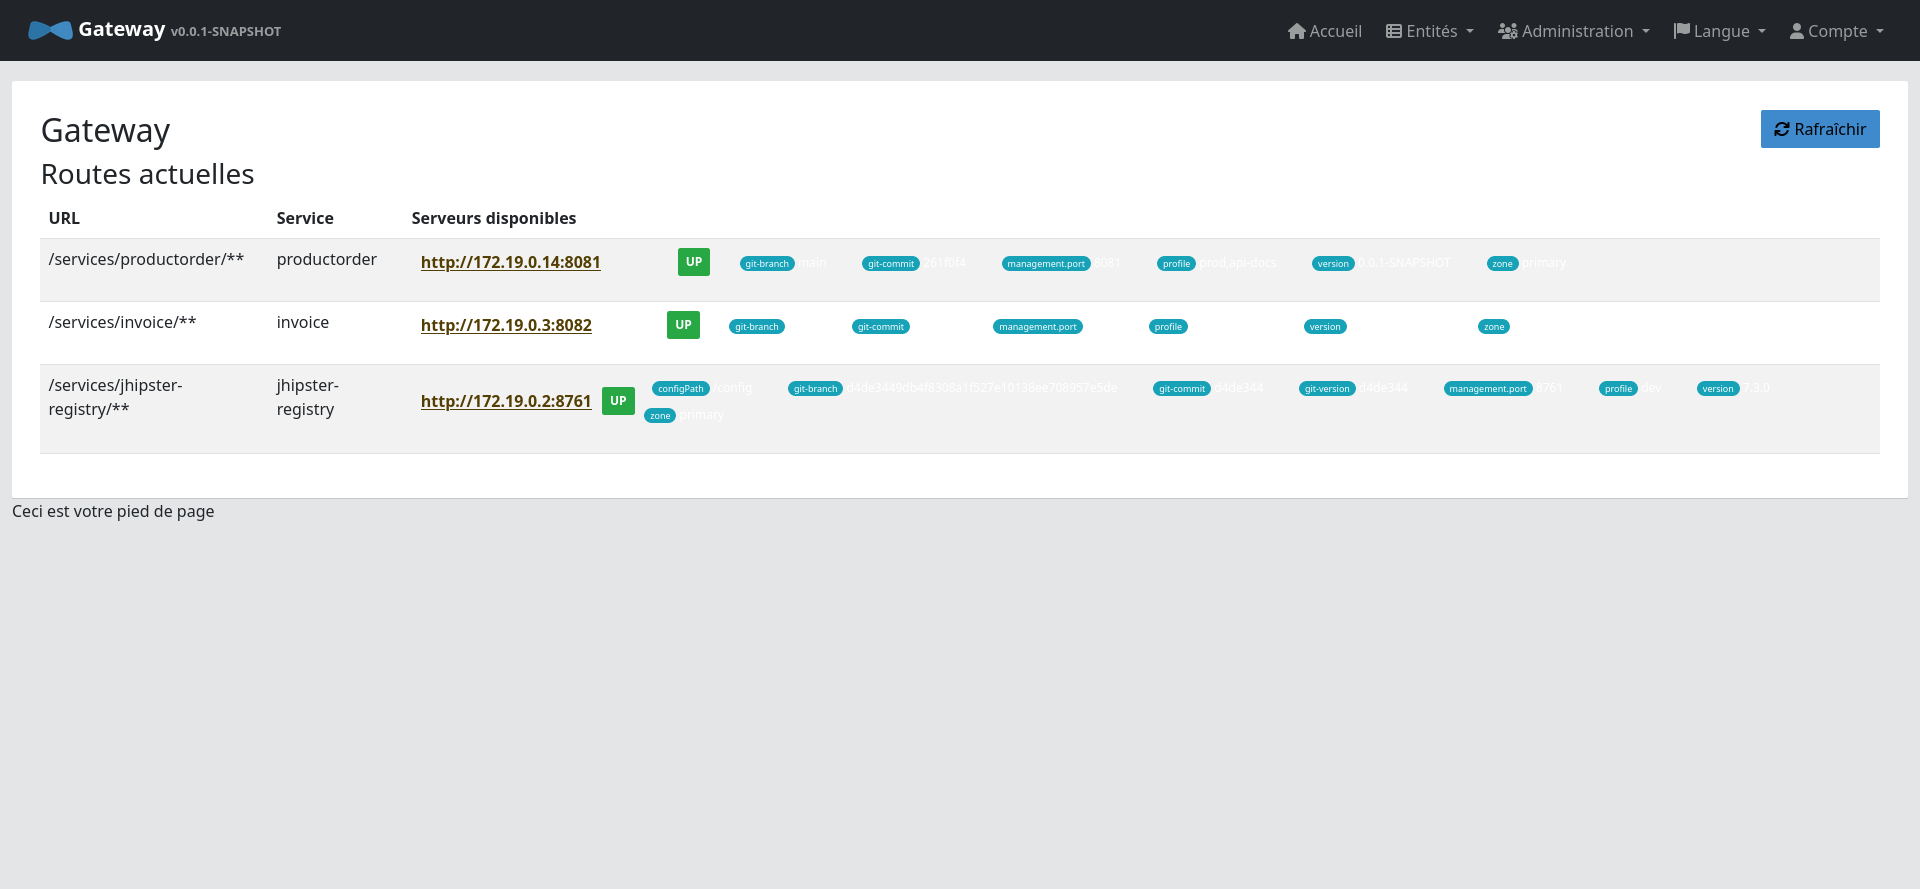 Gateway v0.0.1-SNAPSHOT Accueil Entités Administration Langue Compte
Gateway Rafraîchir
Routes actuelles
URL Service Serveurs disponibles
/services/productorder/** productorder http://172.19.0.14:8081 UP git-branch main git-commit 261f0f4 management.port 8081 profile prod,api-docs version 0.0.1-SNAPSHOT zone primary
/services/invoice/** invoice http://172.19.0.3:8082 UP git-branch git-commit management.port profile version zone
/services/jhipster- jhipster- configPath /config git-branch git-commit d4de344 git-version d4de344 management.port 8761 profile dev version 7.3.0
registry/** registry http://172.19.0.2:8761 UP zone primary
Ceci est votre pied de page